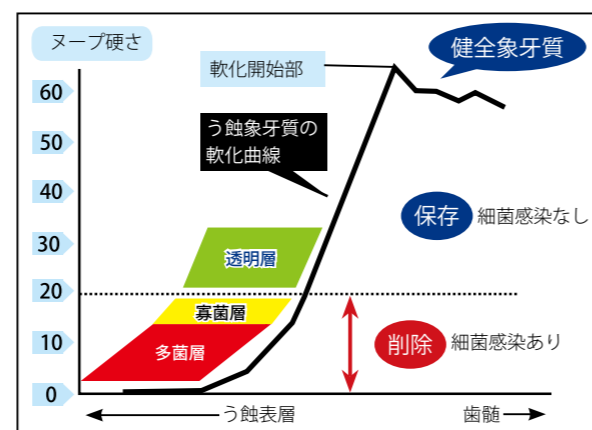 ヌープ硬さ
健全象牙質
軟化開始部
60
う蝕象牙質の
軟化曲線
50
40
保存 細菌感染なし
30
透明層
20
寡菌層
10
多菌層
削除 細菌感染あり
0
う蝕表層
歯髄